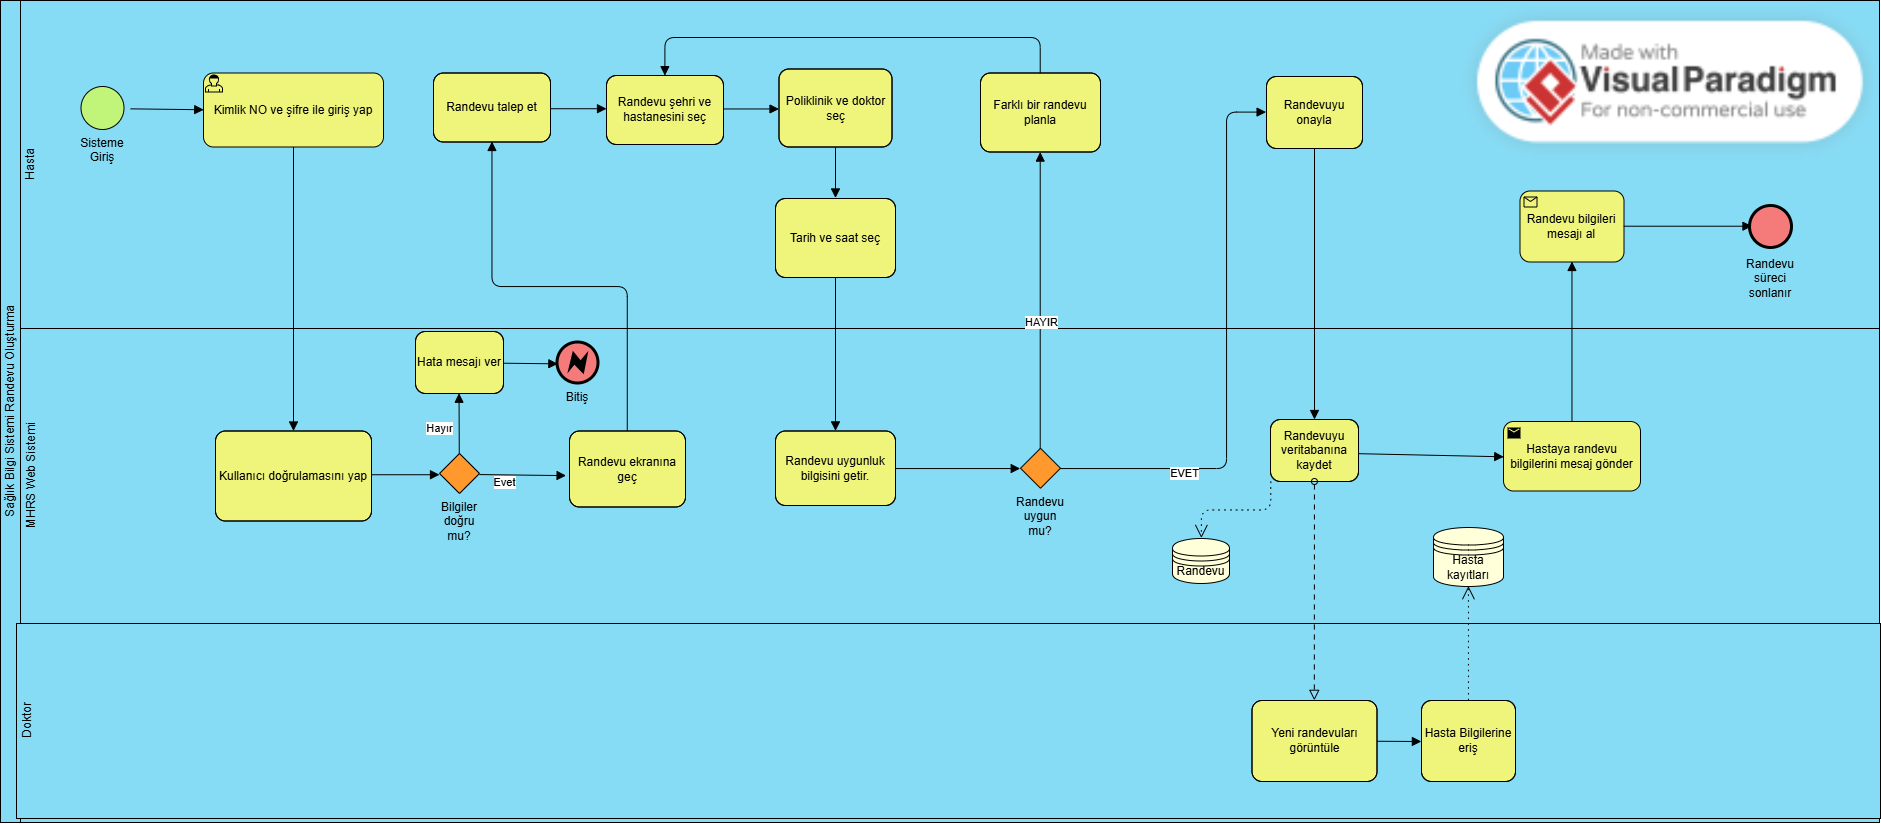 Sağlık Bilgi Sistemi Randevu Oluşturma
Hasta
Sisteme
Giriş
Kimlik NO ve şifre ile giriş yap
Randevu talep et
Randevu şehri ve
hastanesini seç
Poliklinik ve doktor
seç
Tarih ve saat seç
Farklı bir randevu
planla
Randevuyu
onayla
Made with
Visual Paradigm
For non-commercial use
Randevu bilgileri
mesajı al
Randevu
süreci
sonlanır
HAYIR
MHRS Web Sistemi
Hata mesajı ver
Bitiş
Hayır
Kullanıcı doğrulamasını yap
Bilgiler
doğru
mu?
Evet
Randevu ekranına
geç
Randevu uygunluk
bilgisini getir.
Randevu
uygun
mu?
EVET
Randevuyu
veritabanına
kaydet
Hastaya randevu
bilgilerini mesaj gönder
Randevu
Hasta
kayıtları
Doktor
Yeni randevuları
görüntüle
Hasta Bilgilerine
eriş